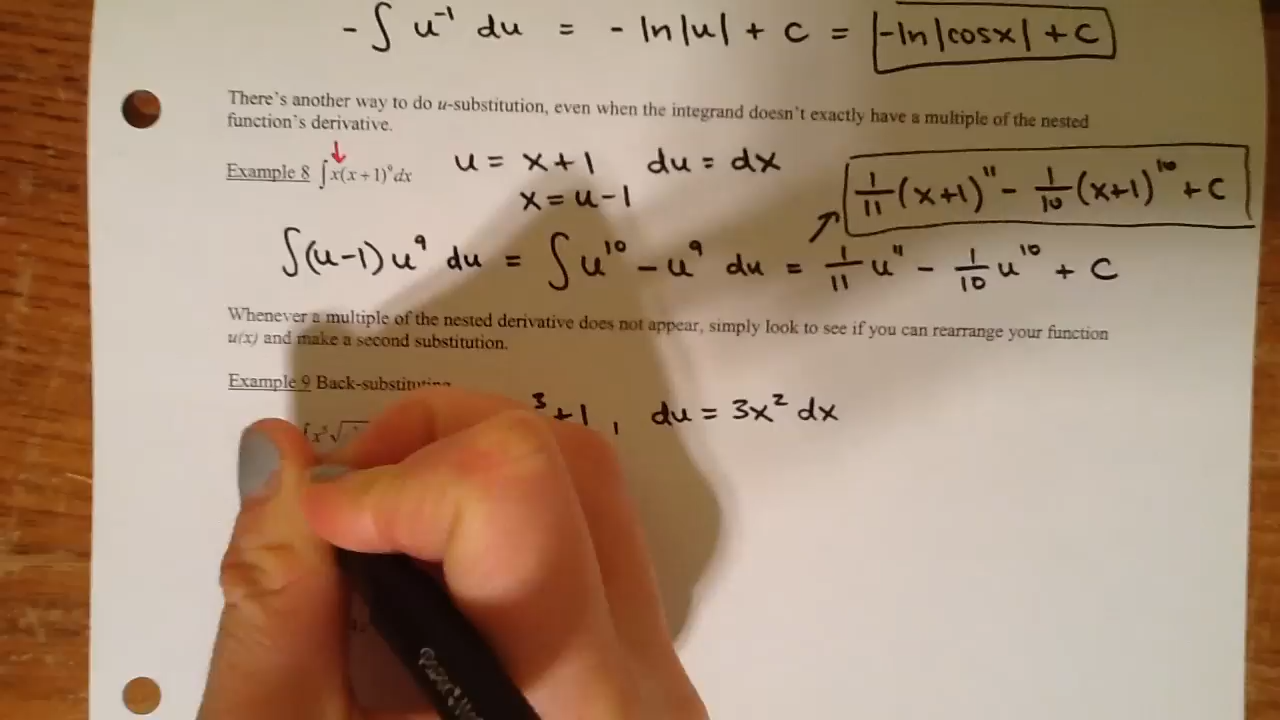 -∫ u⁻¹ du = - ln|u| + c = -ln|cosx| + c
There's another way to do u-substitution, even when the integrand doesn't exactly have a multiple of the nested
function's derivative.
Example 8 ∫x(x+1)⁹dx u = x+1 du = dx
x = u-1
1/11 (x+1)¹¹ - 1/10 (x+1)¹⁰ + C
∫(u-1)u⁹ du = ∫u¹⁰ - u⁹ du = 1/11 u¹¹ - 1/10 u¹⁰ + C
Whenever a multiple of the nested derivative does not appear, simply look to see if you can rearrange your function
u(x) and make a second substitution.
Example 9 Back-substituting
³+1, du = 3x² dx